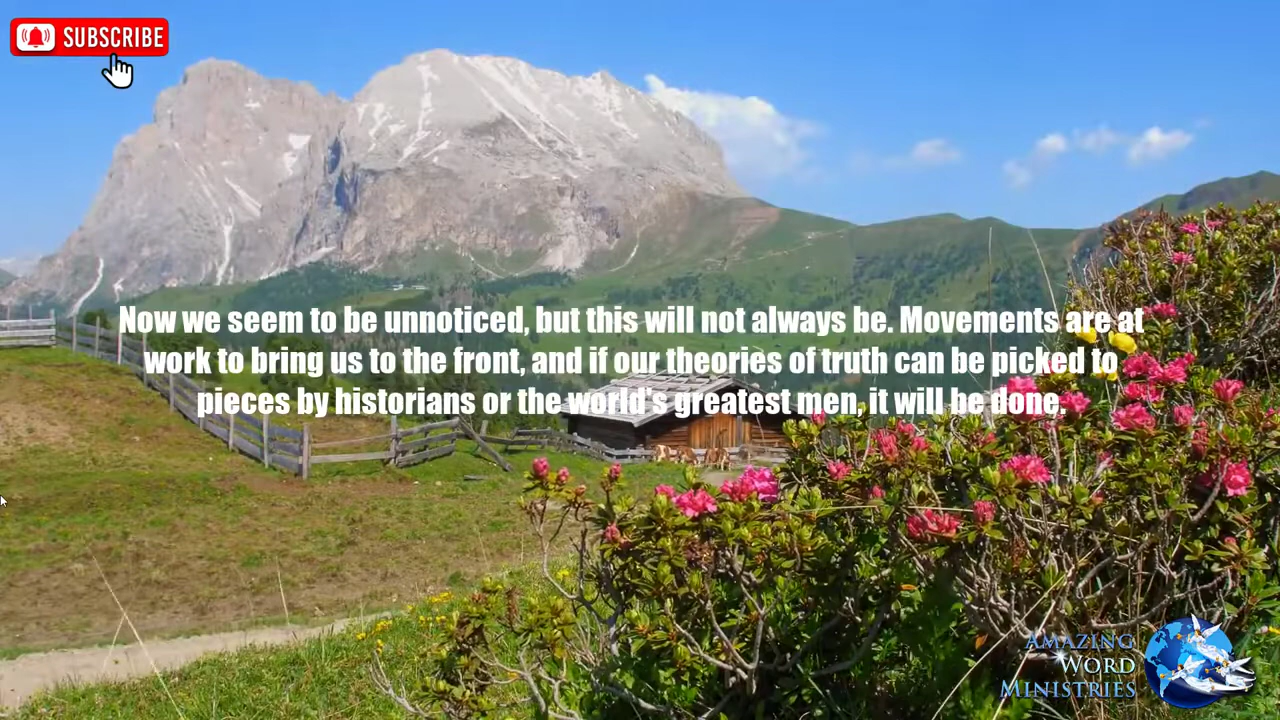 SUBSCRIBE
Now we seem to be unnoticed, but this will not always be. Movements are at
work to bring us to the front, and if our theories of truth can be picked to
pieces by historians or the world's greatest men, it will be done.
AMAZING
WORD
MINISTRIES